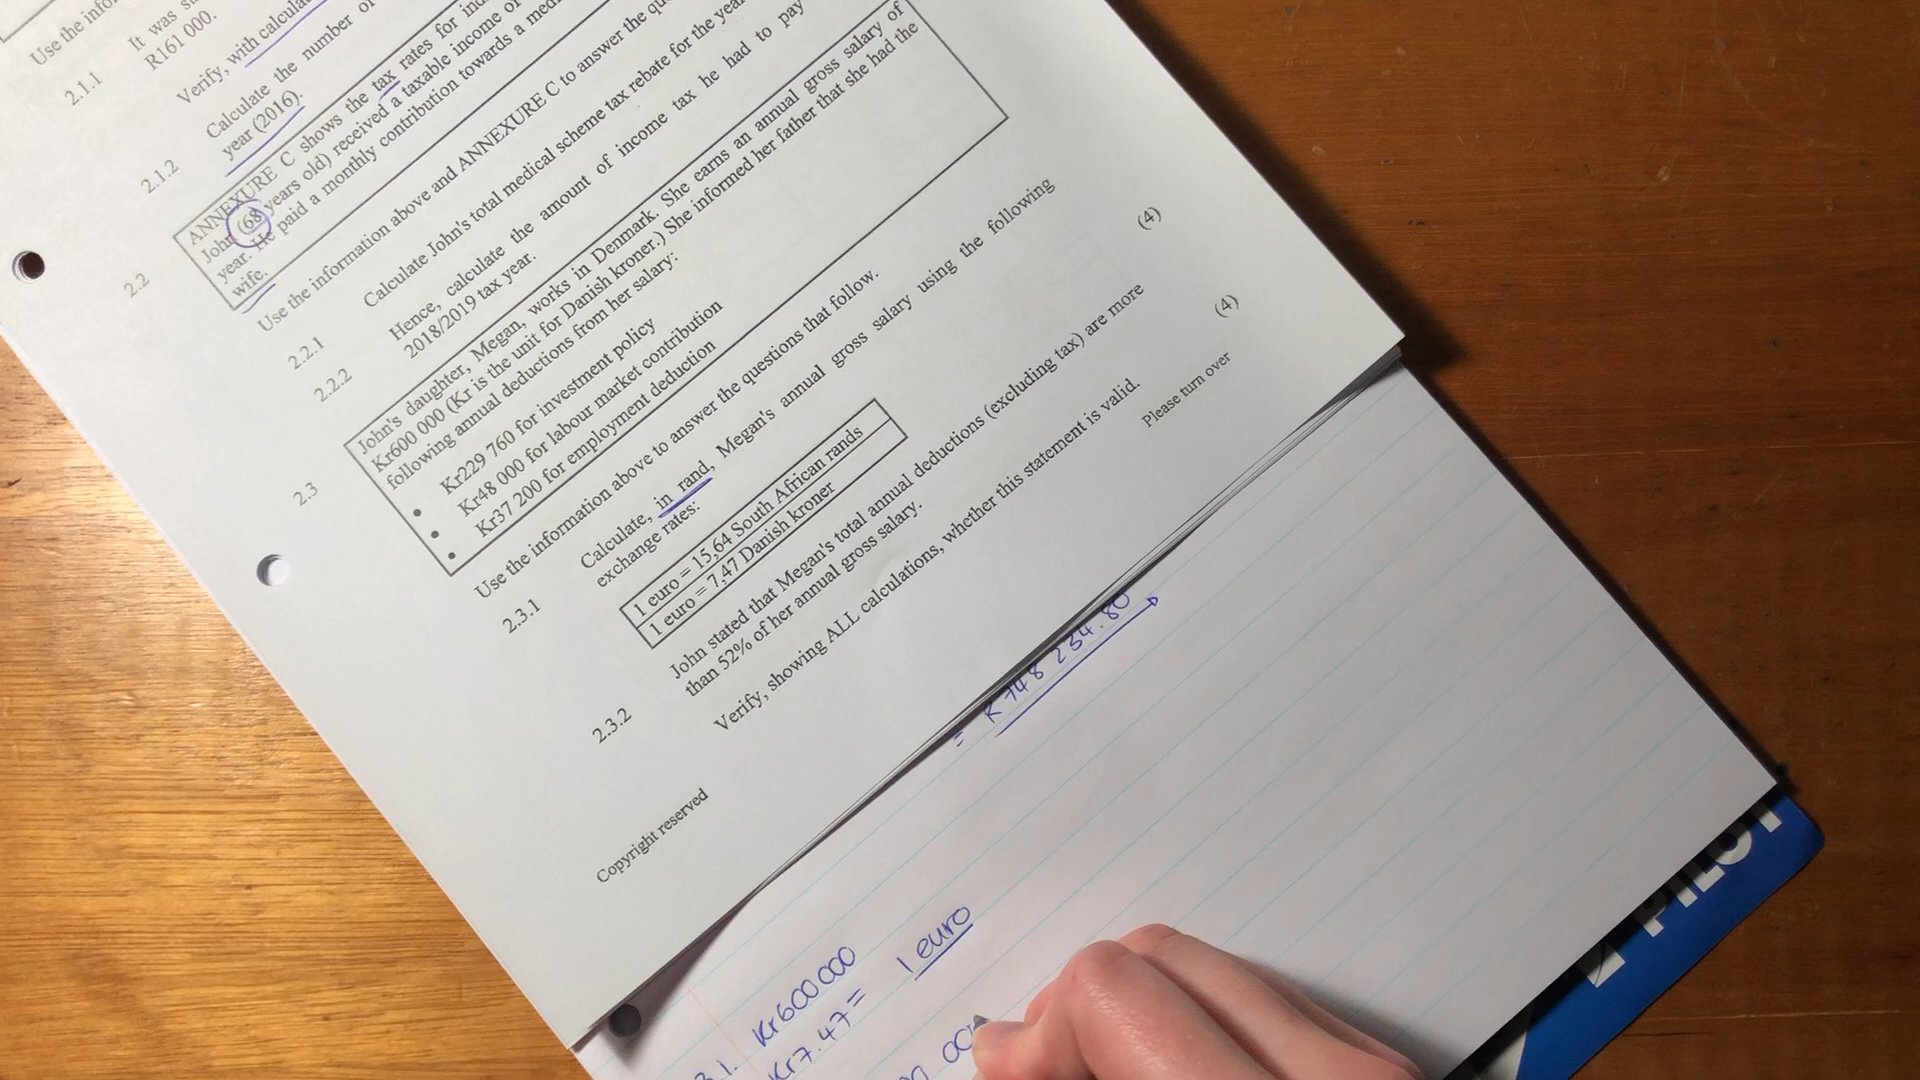 Use the infor
2.1.1 It was su
R161 000.
Verify, with calcula
2.1.2 Calculate the number of
year (2016).
2.2 ANNEXURE C shows the tax rates for ind
John (68 years old) received a taxable income of
year. He paid a monthly contribution towards a med
wife.
Use the information above and ANNEXURE C to answer the qu
2.2.1 Calculate John's total medical scheme tax rebate for the year
2.2.2 Hence, calculate the amount of income tax he had to pay
2018/2019 tax year.
2.3 John's daughter, Megan, works in Denmark. She earns an annual gross salary of
Kr600 000 (Kr is the unit for Danish kroner.) She informed her father that she had the
following annual deductions from her salary:
• Kr229 760 for investment policy
• Kr48 000 for labour market contribution
• Kr37 200 for employment deduction
Use the information above to answer the questions that follow.
2.3.1 Calculate, in rand, Megan's annual gross salary using the following
exchange rates:
1 euro = 15,64 South African rands
1 euro = 7,47 Danish kroner
(4)
2.3.2 John stated that Megan's total annual deductions (excluding tax) are more
than 52% of her annual gross salary.
Verify, showing ALL calculations, whether this statement is valid.
(4)
Copyright reserved
Please turn over
= R 748 234.80
3.1. Kr600 000
Kr7.47 = 1 euro
PILOT